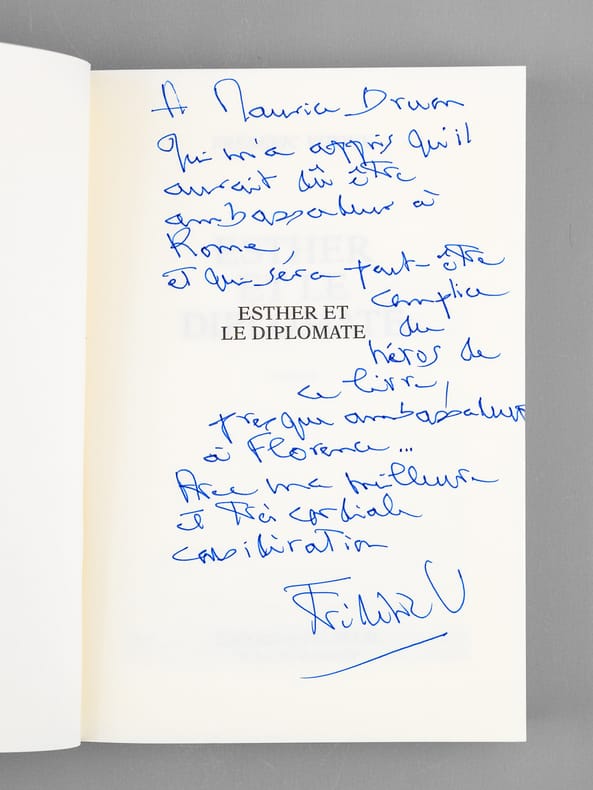 A Maurice Druon
qui m'a appris qu'il
aurait dû être
ambassadeur à
Rome,
et qui sera peut-être
complice
du
héros de
ce livre,
presque ambassadeur
à Florence...
Avec ma meilleure
et très cordiale
considération
ESTHER ET
LE DIPLOMATE